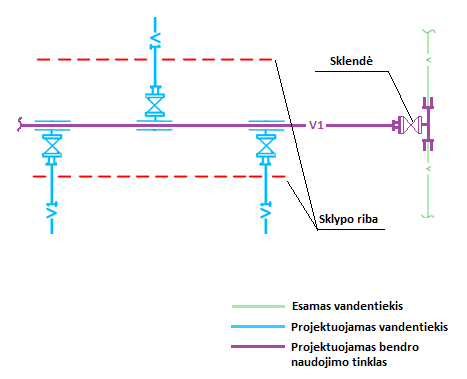 Sklendė
V1
Sklypo riba
Esamas vandentiekis
Projektuojamas vandentiekis
Projektuojamas bendro
naudojimo tinklas